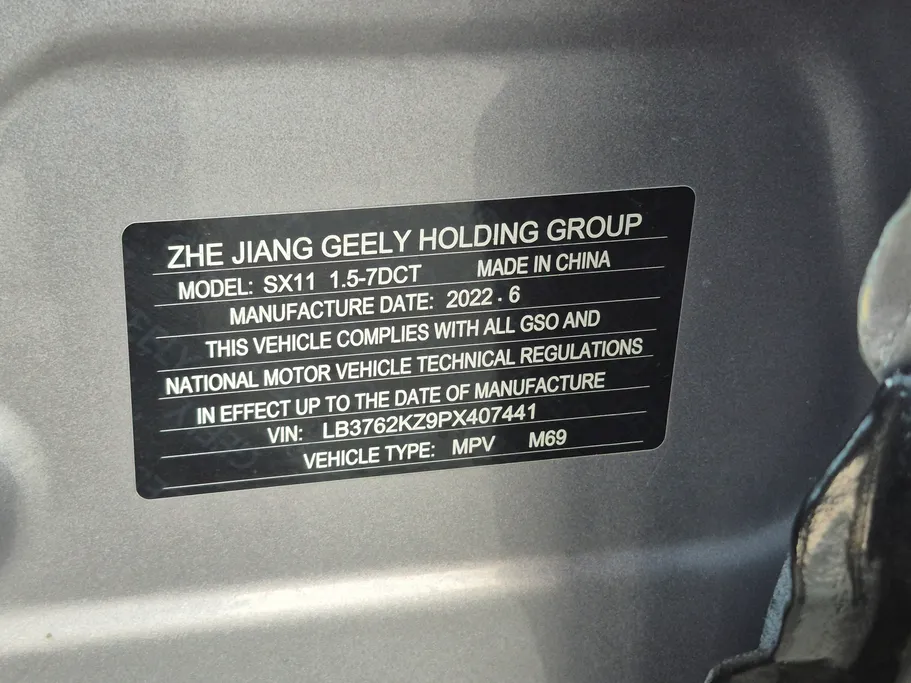 ZHE JIANG GEELY HOLDING GROUP
MODEL: SX11 1.5-7DCT MADE IN CHINA
MANUFACTURE DATE: 2022.6
THIS VEHICLE COMPLIES WITH ALL GSO AND
NATIONAL MOTOR VEHICLE TECHNICAL REGULATIONS
IN EFFECT UP TO THE DATE OF MANUFACTURE
VIN: LB3762KZ9PX407441
VEHICLE TYPE: MPV M69